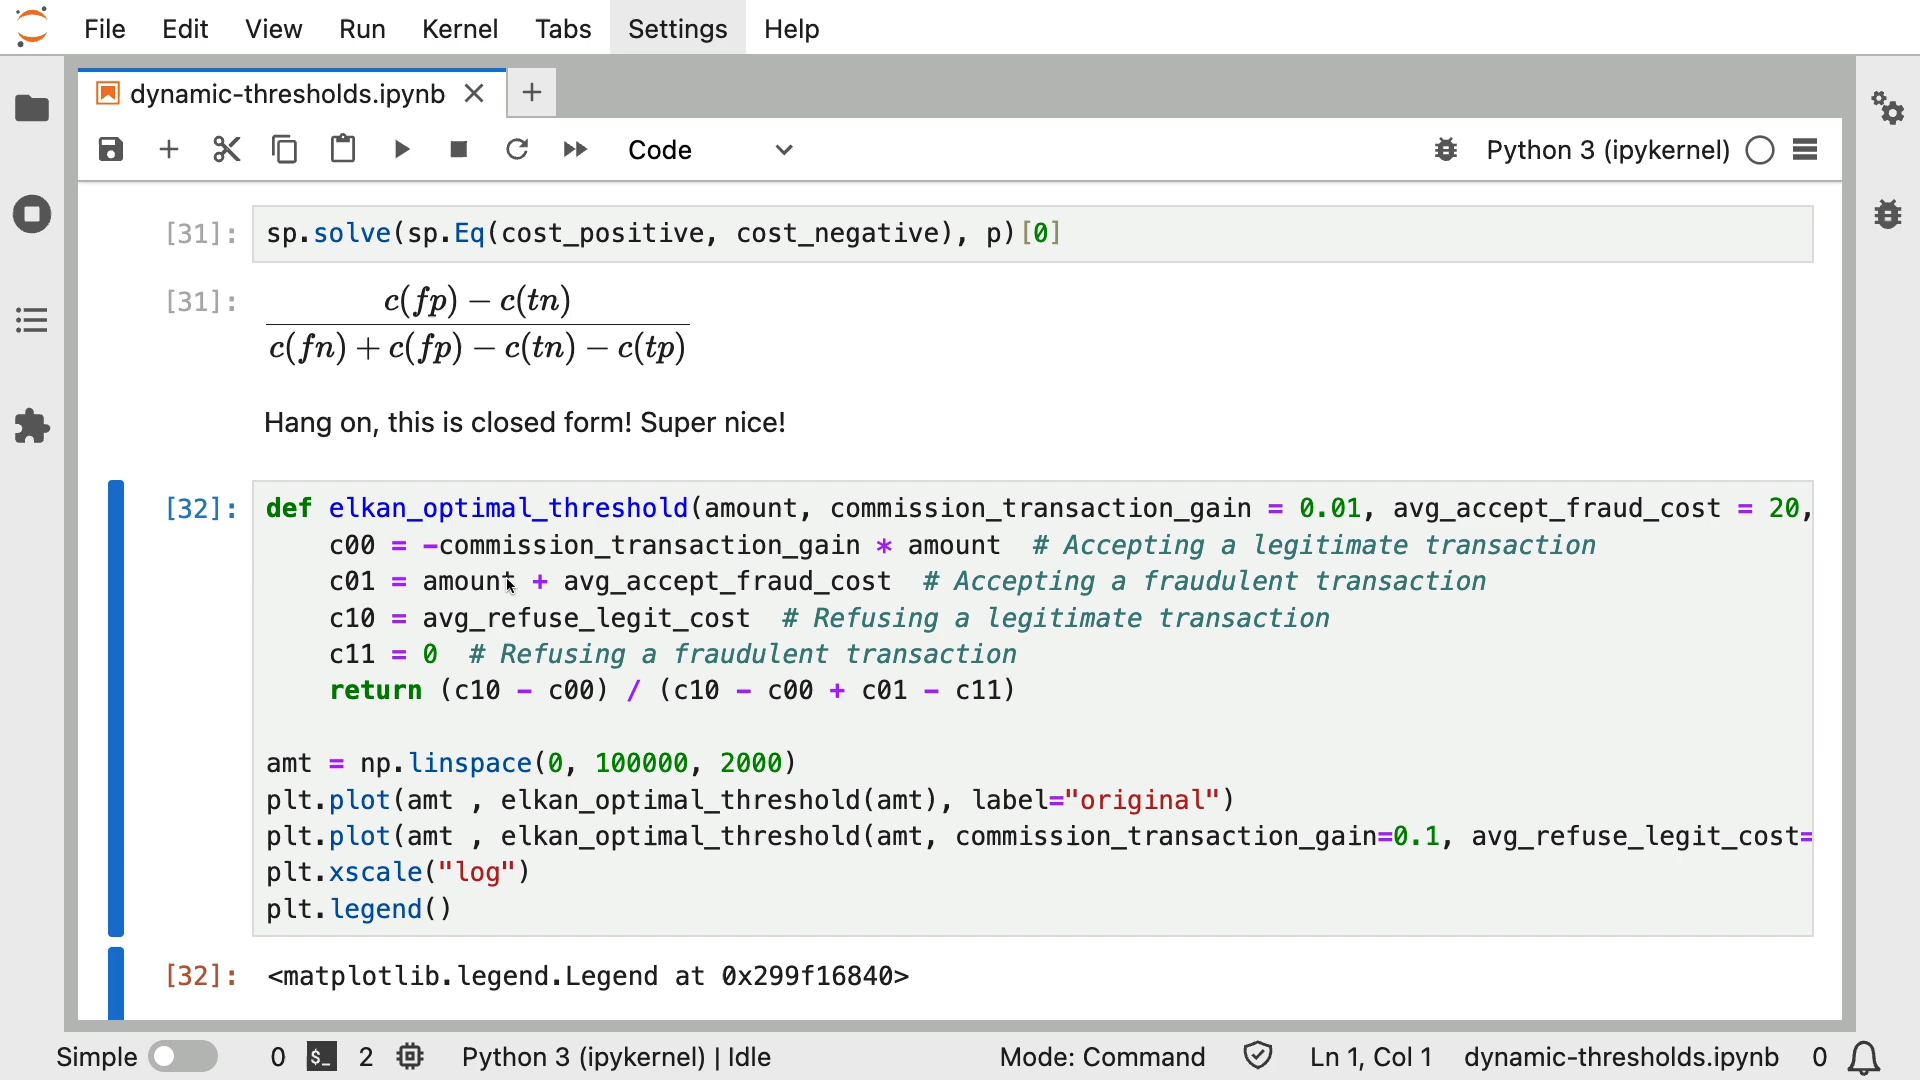 File Edit View Run Kernel Tabs Settings Help
dynamic-thresholds.ipynb
Code Python 3 (ipykernel)
[31]: sp.solve(sp.Eq(cost_positive, cost_negative), p)[0]
[31]: c(fp) − c(tn)
c(fn) + c(fp) − c(tn) − c(tp)
Hang on, this is closed form! Super nice!
[32]: def elkan_optimal_threshold(amount, commission_transaction_gain = 0.01, avg_accept_fraud_cost = 20,
c00 = -commission_transaction_gain * amount  # Accepting a legitimate transaction
c01 = amount + avg_accept_fraud_cost  # Accepting a fraudulent transaction
c10 = avg_refuse_legit_cost  # Refusing a legitimate transaction
c11 = 0  # Refusing a fraudulent transaction
return (c10 - c00) / (c10 - c00 + c01 - c11)
amt = np.linspace(0, 100000, 2000)
plt.plot(amt , elkan_optimal_threshold(amt), label="original")
plt.plot(amt , elkan_optimal_threshold(amt, commission_transaction_gain=0.1, avg_refuse_legit_cost=
plt.xscale("log")
plt.legend()
[32]: <matplotlib.legend.Legend at 0x299f16840>
Simple 0 $_ 2 Python 3 (ipykernel) | Idle Mode: Command Ln 1, Col 1 dynamic-thresholds.ipynb 0